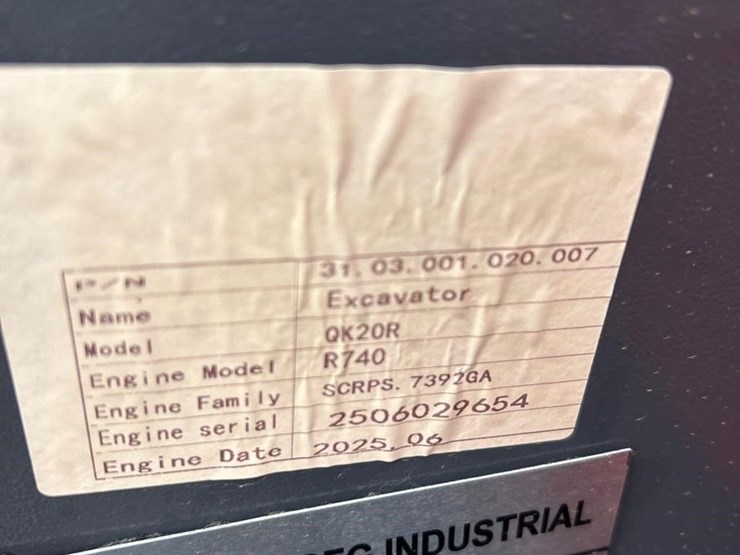 P/N 31.03.001.020.007
Name Excavator
Model QK20R
Engine Model R740
Engine Family SCRPS.7392GA
Engine serial 2506029654
Engine Date 2025.06
INDUSTRIAL